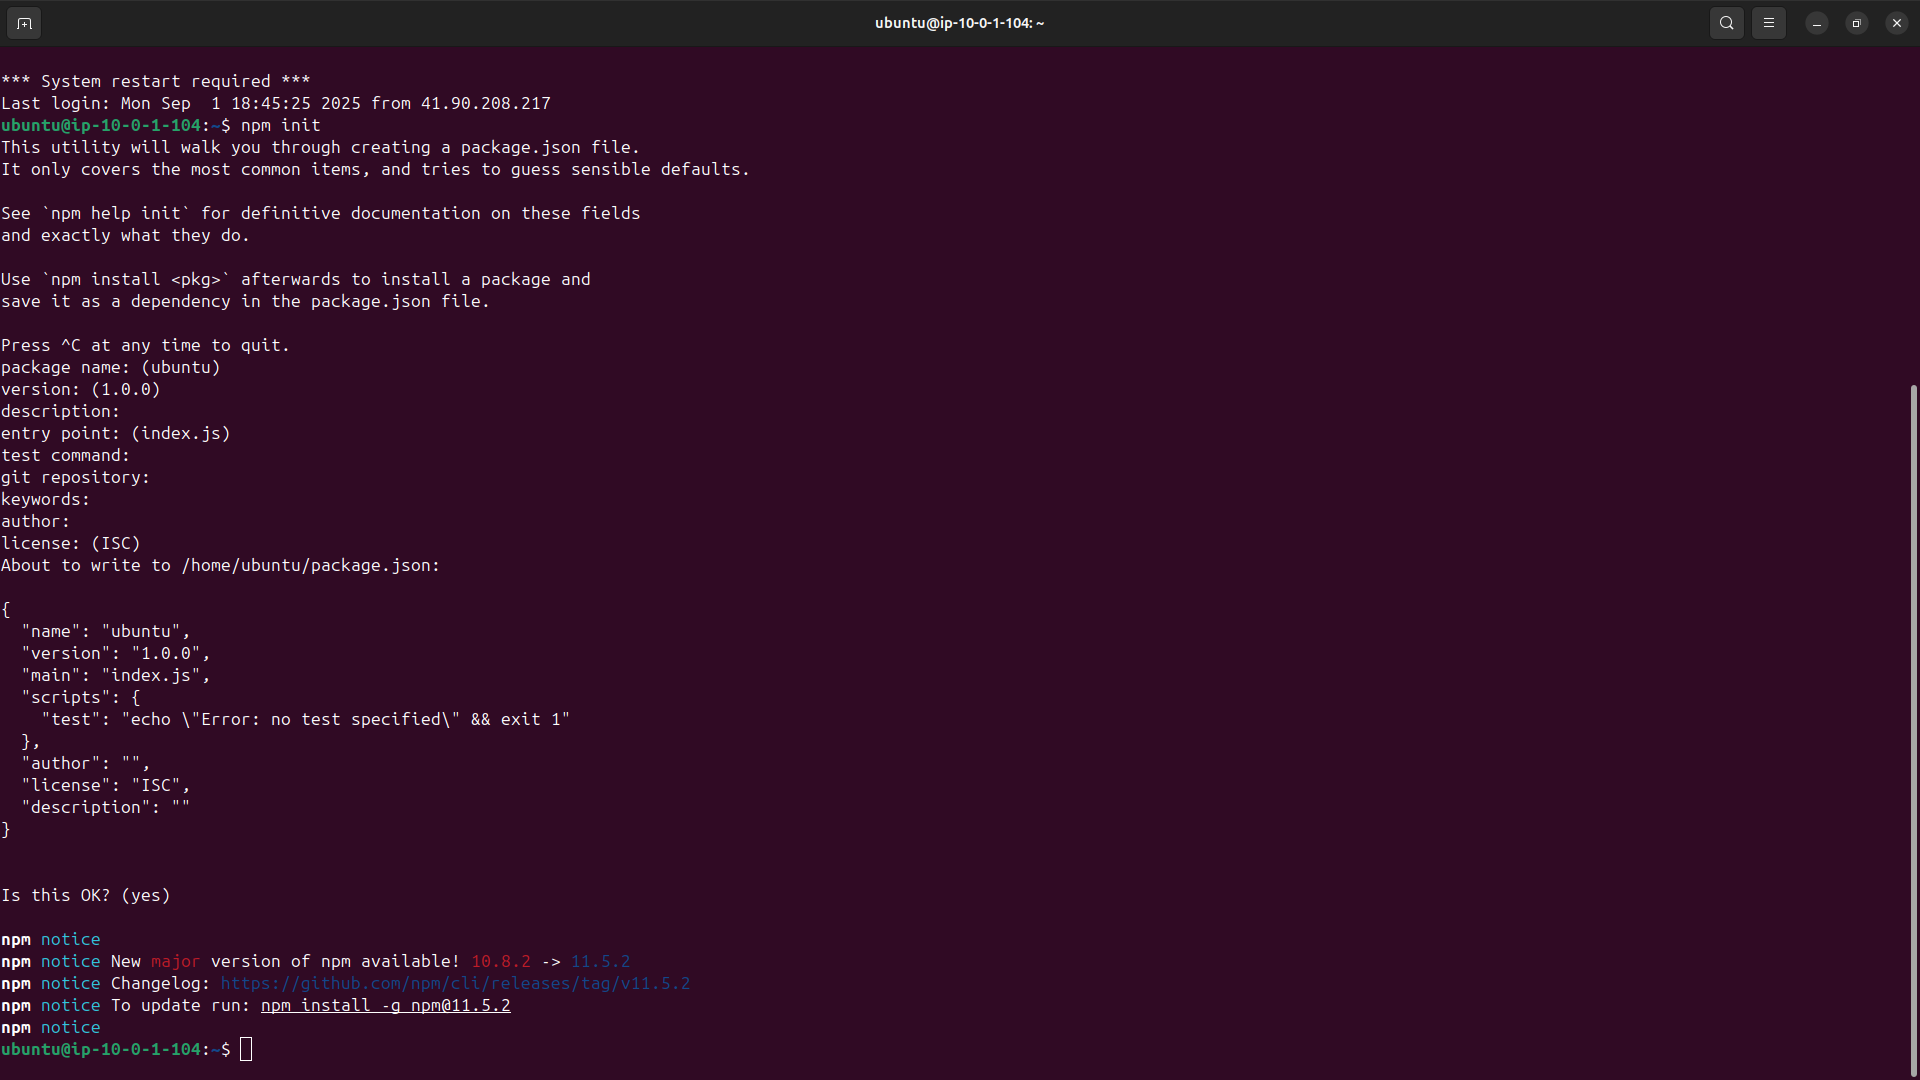 ubuntu@ip-10-0-1-104: ~
*** System restart required ***
Last login: Mon Sep  1 18:45:25 2025 from 41.90.208.217
ubuntu@ip-10-0-1-104:~$ npm init
This utility will walk you through creating a package.json file.
It only covers the most common items, and tries to guess sensible defaults.

See `npm help init` for definitive documentation on these fields
and exactly what they do.

Use `npm install <pkg>` afterwards to install a package and
save it as a dependency in the package.json file.

Press ^C at any time to quit.
package name: (ubuntu)
version: (1.0.0)
description:
entry point: (index.js)
test command:
git repository:
keywords:
author:
license: (ISC)
About to write to /home/ubuntu/package.json:

{
  "name": "ubuntu",
  "version": "1.0.0",
  "main": "index.js",
  "scripts": {
    "test": "echo \"Error: no test specified\" && exit 1"
  },
  "author": "",
  "license": "ISC",
  "description": ""
}


Is this OK? (yes)

npm notice
npm notice New major version of npm available! 10.8.2 -> 11.5.2
npm notice Changelog: https://github.com/npm/cli/releases/tag/v11.5.2
npm notice To update run: npm install -g npm@11.5.2
npm notice
ubuntu@ip-10-0-1-104:~$